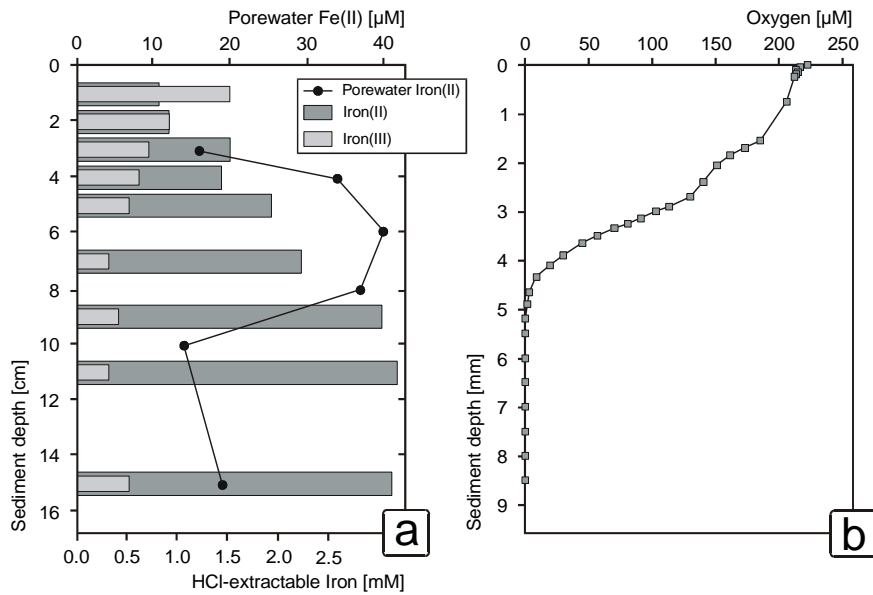 Porewater Fe(II) [µM]
0 10 20 30 40
0
2
4
6
8
10
12
14
16
Sediment depth [cm]
Porewater Iron(II)
Iron(II)
Iron(III)
0.0 0.5 1.0 1.5 2.0 2.5
HCl-extractable Iron [mM]
a
Oxygen [µM]
0 50 100 150 200 250
0
1
2
3
4
5
6
7
8
9
Sediment depth [mm]
b